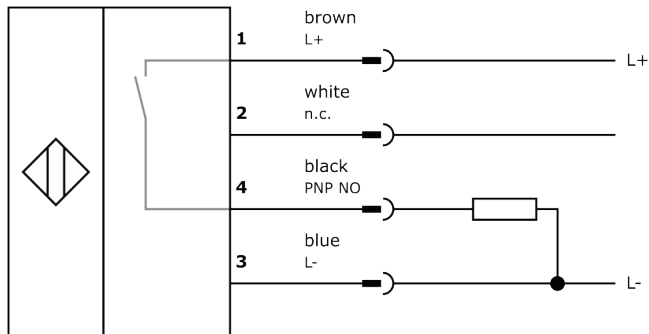 brown
1 L+
L+
white
2 n.c.
black
4 PNP NO
blue
3 L-
L-